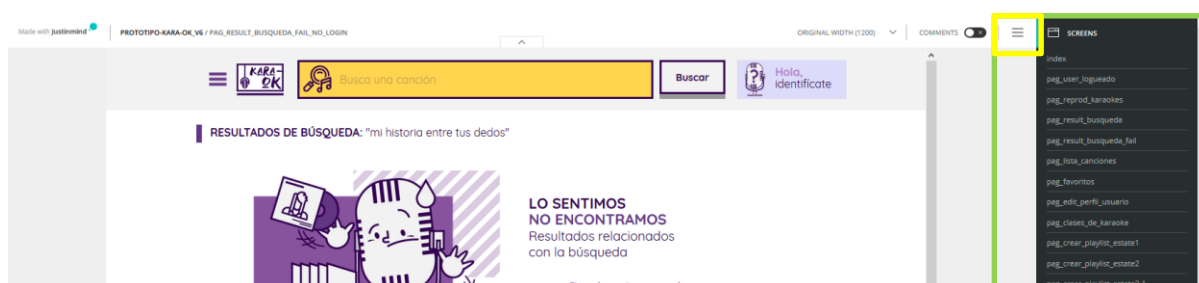 Made with Justinmind
PROTOTIPO-KARA-OK_V6 / PAG_RESULT_BUSQUEDA_FAIL_NO_LOGIN
ORIGINAL WIDTH (1200)
COMMENTS
SCREENS
KARA-
OK
Busca una canción
Buscar
Hola,
identifícate
RESULTADOS DE BÚSQUEDA: "mi historia entre tus dedos"
LO SENTIMOS
NO ENCONTRAMOS
Resultados relacionados
con la búsqueda
index
pag_user_logueado
pag_reprod_karaokes
pag_result_busqueda
pag_result_busqueda_fail
pag_lista_canciones
pag_favoritos
pag_edit_perfil_usuario
pag_clases_de_karaoke
pag_crear_playlist_estate1
pag_crear_playlist_estate2